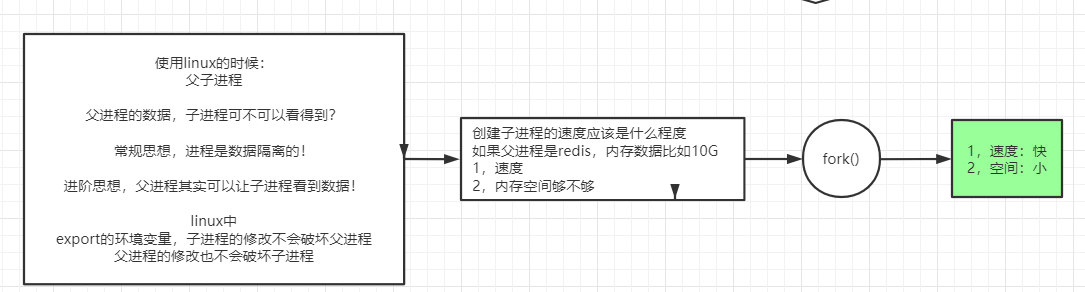 使用linux的时候：
父子进程
父进程的数据，子进程可不可以看得到？
常规思想，进程是数据隔离的！
进阶思想，父进程其实可以让子进程看到数据！
linux中
export的环境变量，子进程的修改不会破坏父进程
父进程的修改也不会破坏子进程
创建子进程的速度应该是什么程度
如果父进程是redis，内存数据比如10G
1，速度
2，内存空间够不够
fork()
1，速度：快
2，空间：小